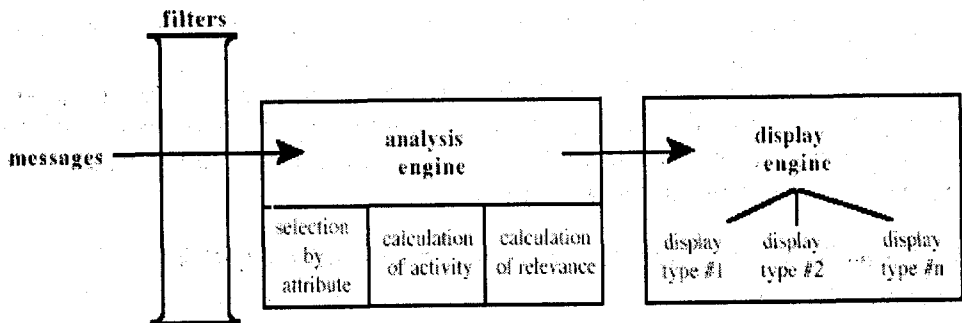 filters
messages
analysis
engine
selection
by
attribute
calculation
of activity
calculation
of relevance
display
engine
display
type #1
display
type #2
display
type #n